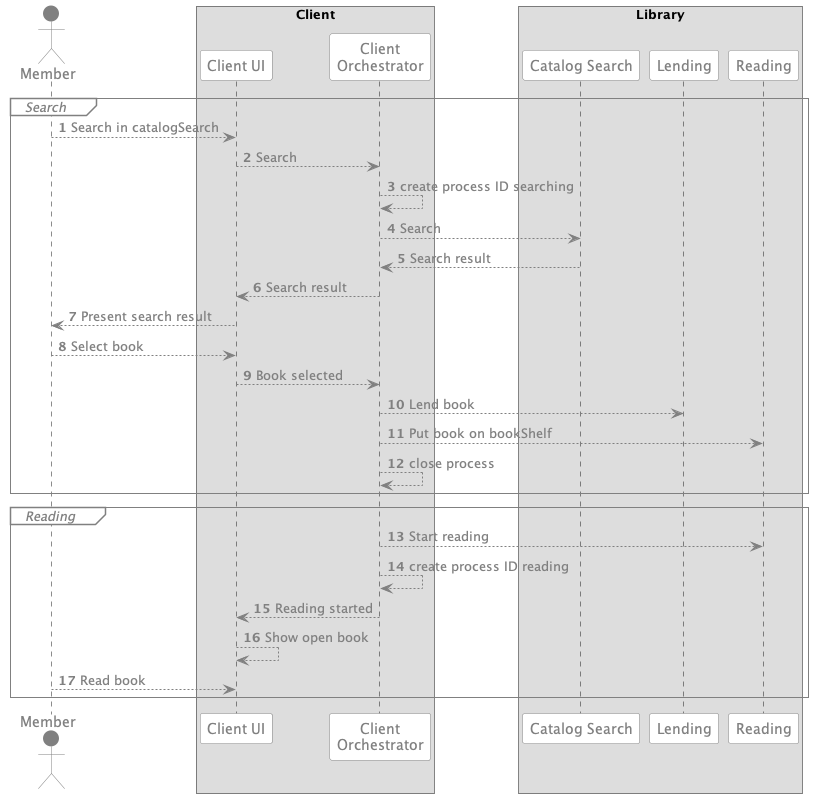 Client
Library
Member
Client UI
Client
Orchestrator
Catalog Search
Lending
Reading
Search
1 Search in catalogSearch
2 Search
3 create process ID searching
4 Search
5 Search result
6 Search result
7 Present search result
8 Select book
9 Book selected
10 Lend book
11 Put book on bookShelf
12 close process
Reading
13 Start reading
14 create process ID reading
15 Reading started
16 Show open book
17 Read book
Member
Client UI
Client
Orchestrator
Catalog Search
Lending
Reading